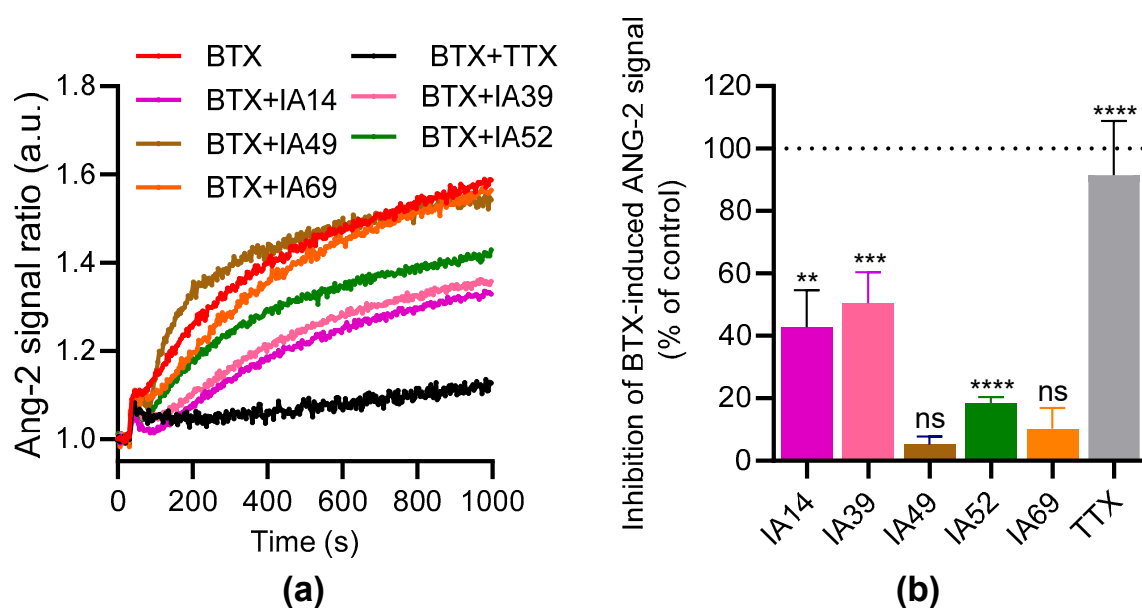 BTX
BTX+TTX
BTX+IA14
BTX+IA39
BTX+IA49
BTX+IA52
BTX+IA69
Ang-2 signal ratio (a.u.)
1.8
1.6
1.4
1.2
1.0
0 200 400 600 800 1000
Time (s)
(a)
Inhibition of BTX-induced ANG-2 signal
(% of control)
120
100
80
60
40
20
0
**
***
ns
****
ns
****
IA14
IA39
IA49
IA52
IA69
TTX
(b)